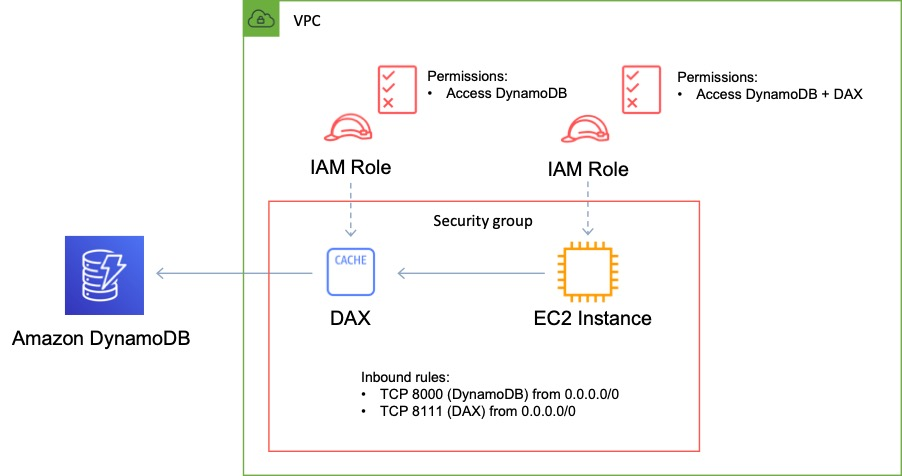 VPC
Permissions:
• Access DynamoDB
Permissions:
• Access DynamoDB + DAX
IAM Role
IAM Role
Security group
CACHE
DAX
EC2 Instance
Amazon DynamoDB
Inbound rules:
• TCP 8000 (DynamoDB) from 0.0.0.0/0
• TCP 8111 (DAX) from 0.0.0.0/0